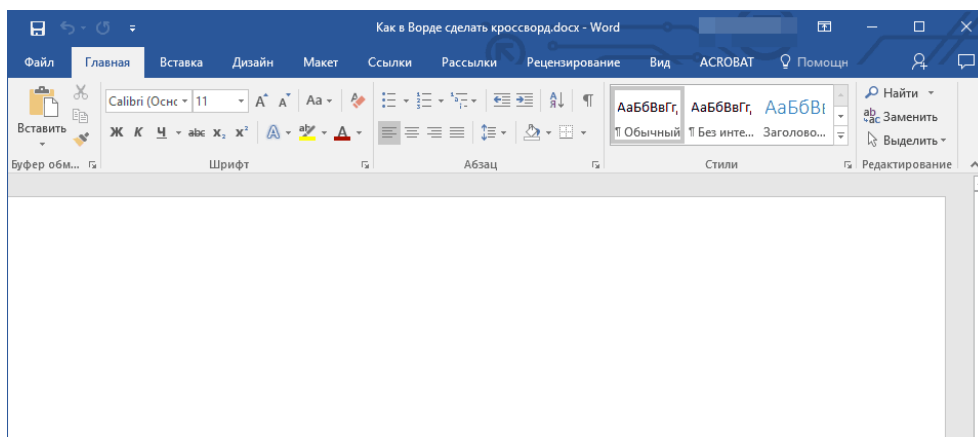 Как в Ворде сделать кроссворд.docx - Word
Файл Главная Вставка Дизайн Макет Ссылки Рассылки Рецензирование Вид ACROBAT Помощн
Calibri (Оснс 11 Aa Найти
Вставить АаБбВвГг, АаБбВвГг, АаБбВ Заменить
Ж К Ч abc x₂ x² A А ¶ Обычный ¶ Без инте... Заголово... Выделить
Буфер обм... Шрифт Абзац Стили Редактирование